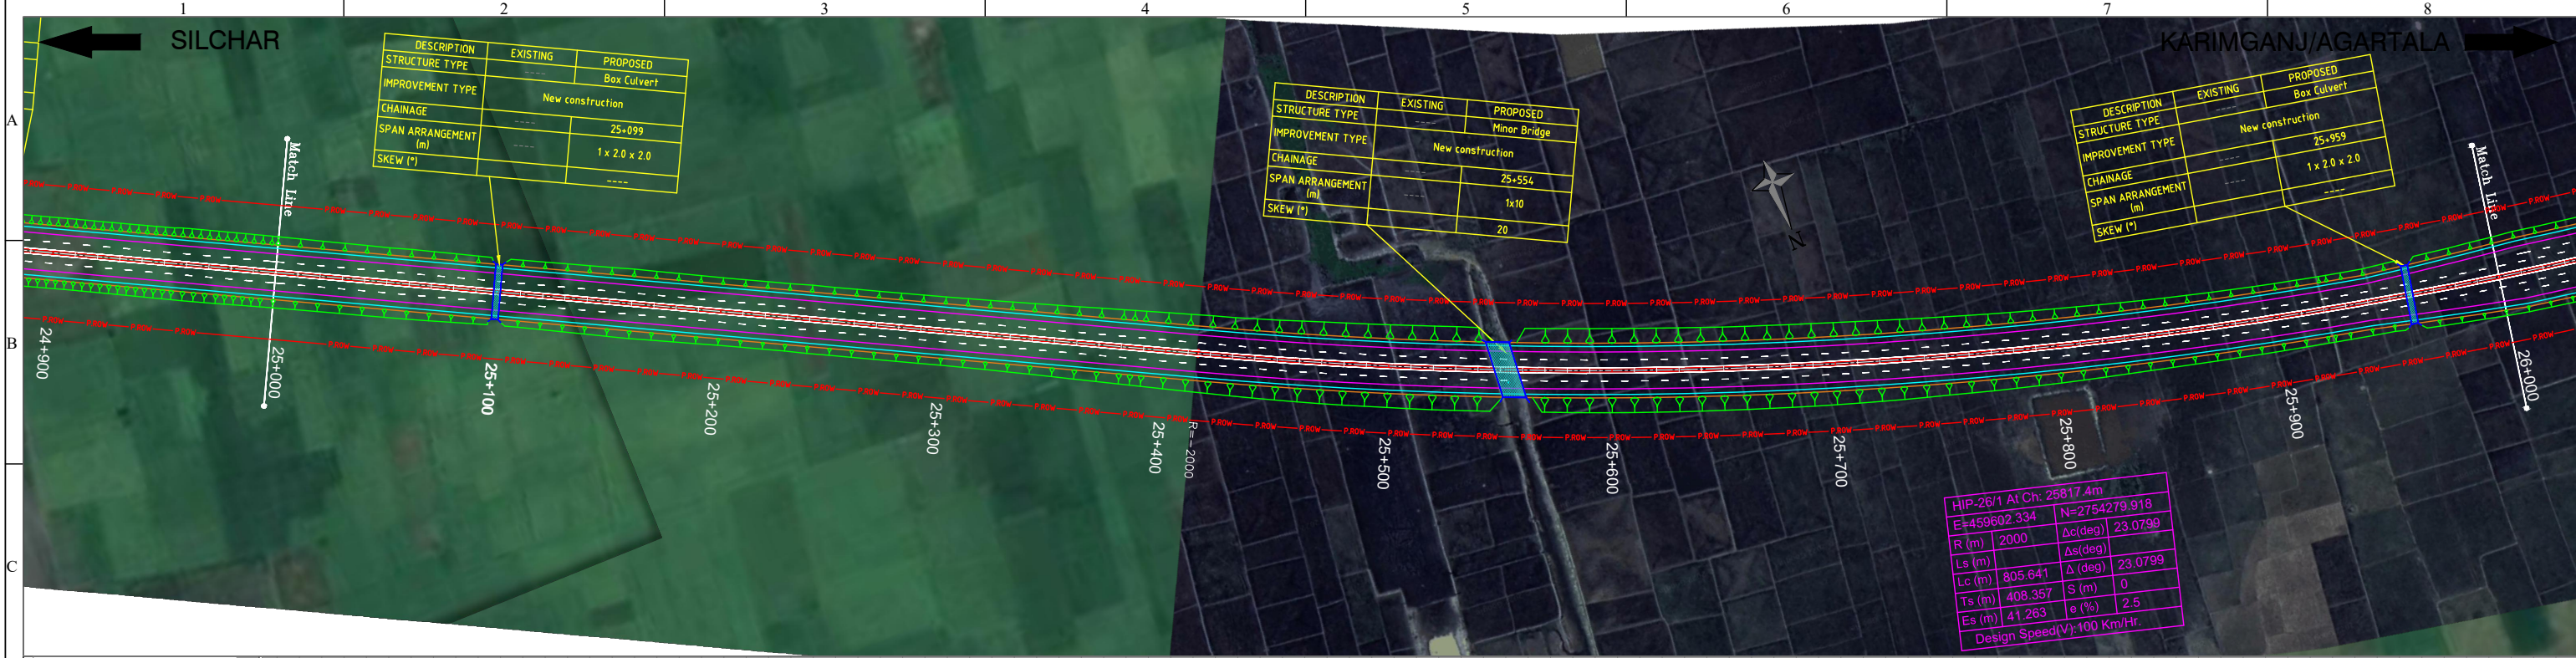 1 2 3 4 5 6 7 8
A
B
C
SILCHAR
KARIMGANJ/AGARTALA
DESCRIPTION EXISTING PROPOSED
STRUCTURE TYPE ---- Box Culvert
IMPROVEMENT TYPE New construction
CHAINAGE ---- 25+099
SPAN ARRANGEMENT (m) ---- 1 x 2.0 x 2.0
SKEW (°) ----
DESCRIPTION EXISTING PROPOSED
STRUCTURE TYPE ---- Minor Bridge
IMPROVEMENT TYPE New construction
CHAINAGE ---- 25+554
SPAN ARRANGEMENT (m) ---- 1x10
SKEW (°) 20
DESCRIPTION EXISTING PROPOSED
STRUCTURE TYPE ---- Box Culvert
IMPROVEMENT TYPE New construction
CHAINAGE ---- 25+959
SPAN ARRANGEMENT (m) ---- 1 x 2.0 x 2.0
SKEW (°) ----
Match Line
Match Line
N
P.ROW
24+900
25+000
25+100
25+200
25+300
25+400
R=-2000
25+500
25+600
25+700
25+800
25+900
26+000
HIP-26/1 At Ch: 25817.4m
E=459602.334 N=2754279.918
R (m) 2000 Δc(deg) 23.0799
Ls (m) Δs(deg)
Lc (m) 805.641 Δ (deg) 23.0799
Ts (m) 408.357 S (m) 0
Es (m) 41.263 e (%) 2.5
Design Speed(V):100 Km/Hr.